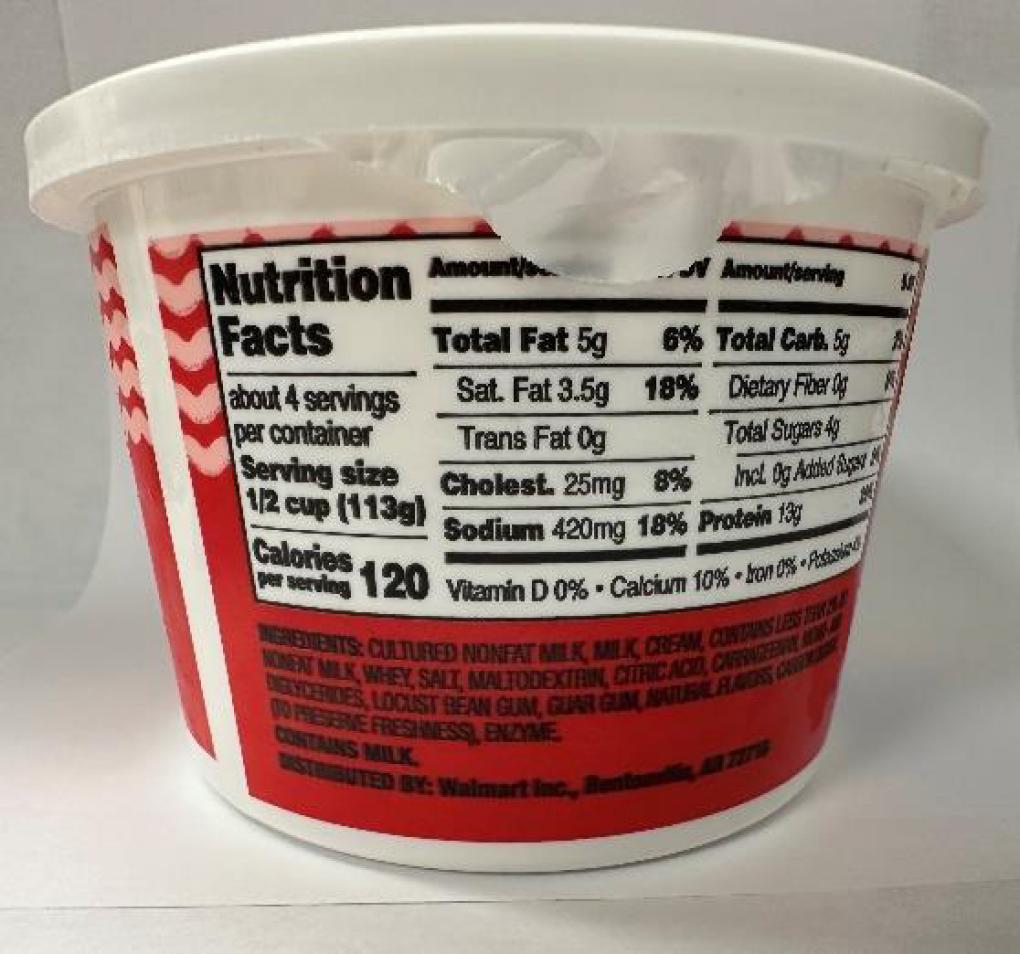 Nutrition
Facts
about 4 servings
per container
Serving size
1/2 cup (113g)
Calories
per serving 120
Total Fat 5g 6%
Sat. Fat 3.5g 18%
Trans Fat 0g
Cholest. 25mg 8%
Sodium 420mg 18%
Amount/serving
Total Carb. 5g
Dietary Fiber 0g
Total Sugars 4g
Incl. 0g Added Sugars
Protein 13g
Vitamin D 0% • Calcium 10% • Iron 0% •
INGREDIENTS: CULTURED NONFAT MILK, MILK, CREAM, CONTAINS LESS THAN 2% OF
NONFAT MILK, WHEY, SALT, MALTODEXTRIN, CITRIC ACID, CARRAGEENAN,
DIGLYCERIDES, LOCUST BEAN GUM, GUAR GUM, NATURAL FLAVORS,
(TO PRESERVE FRESHNESS), ENZYME.
CONTAINS MILK.
DISTRIBUTED BY: Walmart Inc., Bentonville, AR 72716